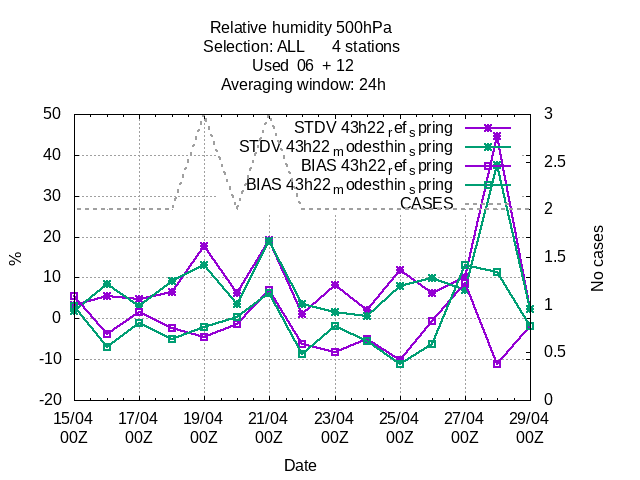 Relative humidity 500hPa
Selection: ALL      4 stations
Used  06  + 12
Averaging window: 24h
50
40
30
20
10
0
-10
-20
%
3
2.5
2
1.5
1
0.5
0
No cases
STDV 43h22_ref_spring
STDV 43h22_modesthin_spring
BIAS 43h22_ref_spring
BIAS 43h22_modesthin_spring
CASES
15/04 17/04 19/04 21/04 23/04 25/04 27/04 29/04
00Z 00Z 00Z 00Z 00Z 00Z 00Z 00Z
Date